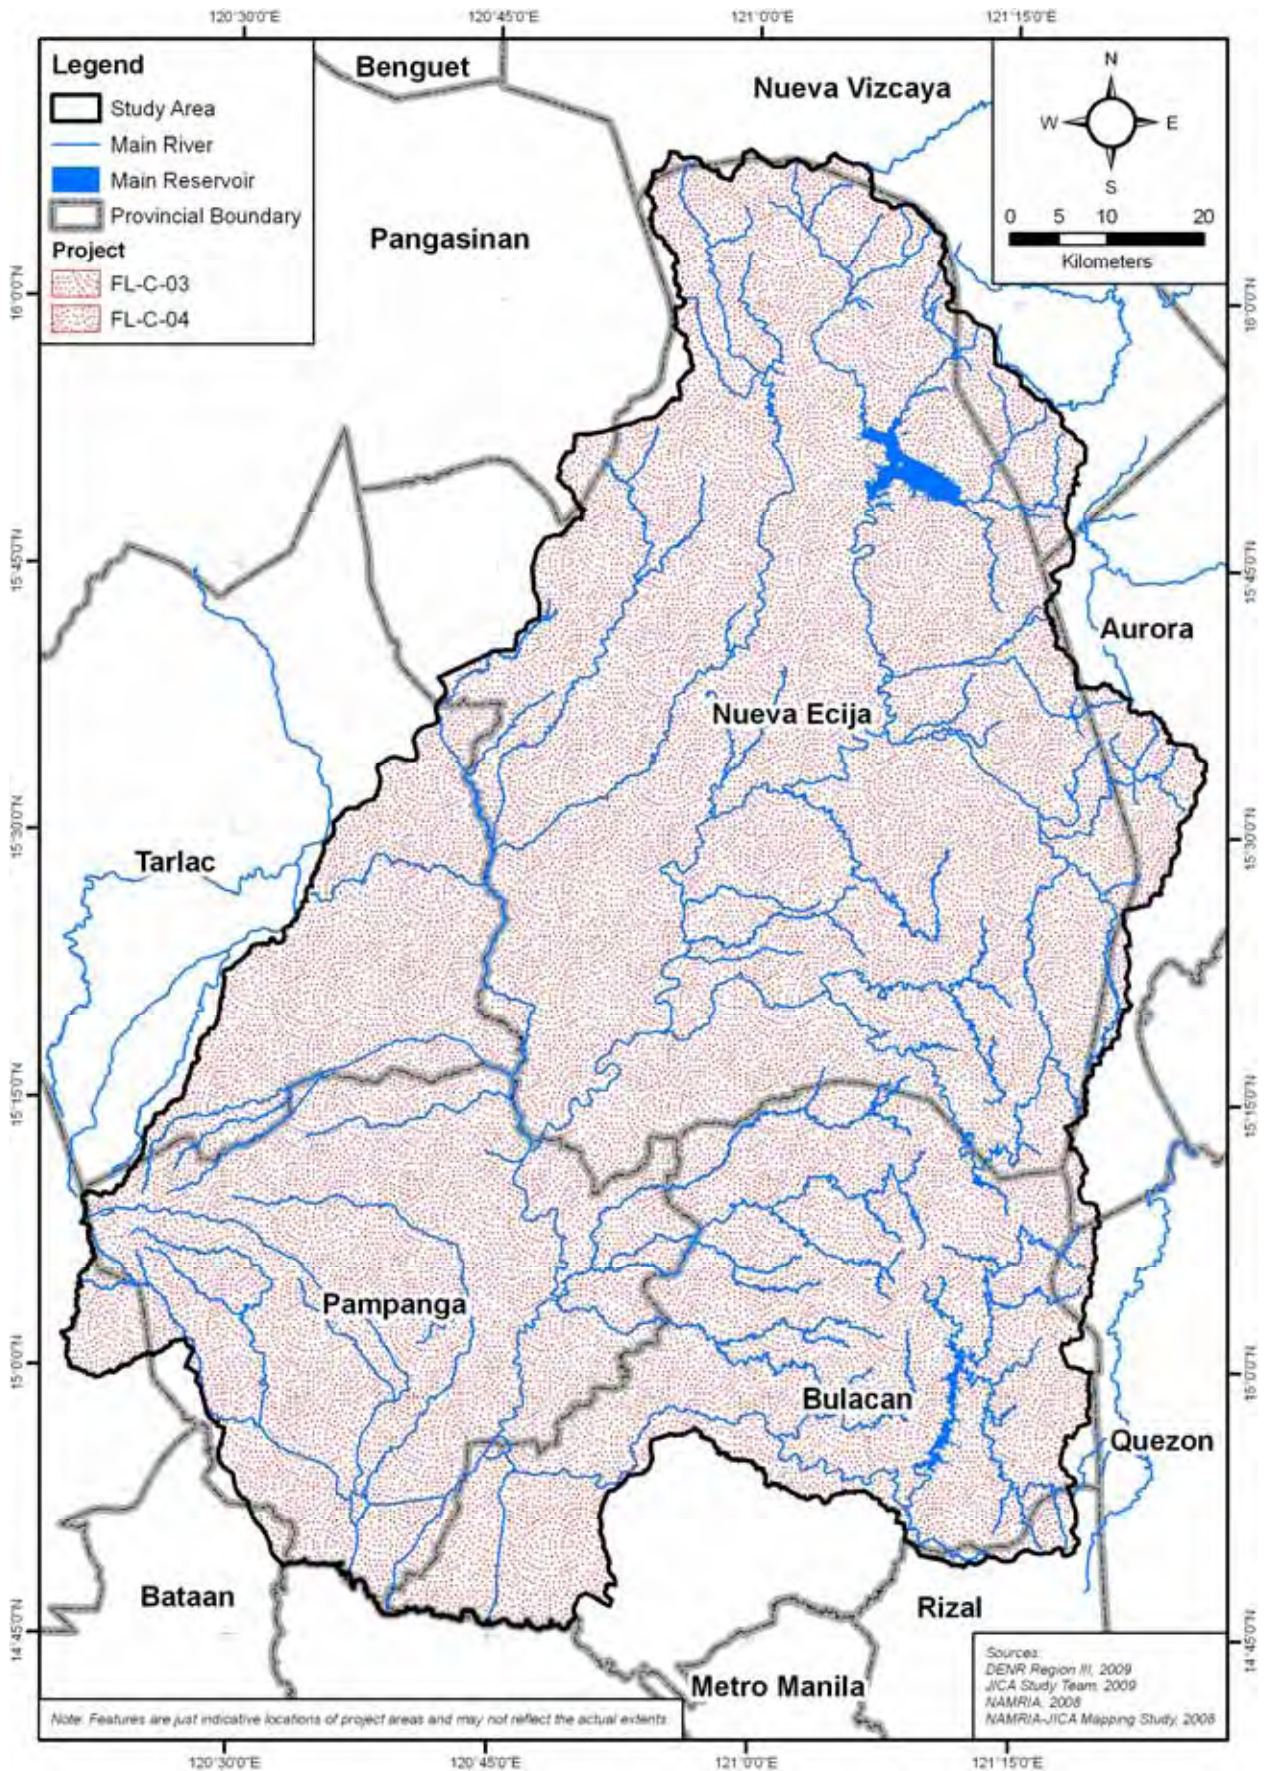 120°30'0"E
120°45'0"E
121°0'0"E
121°15'0"E
Legend
Study Area
Main River
Main Reservoir
Provincial Boundary
Project
FL-C-03
FL-C-04
Benguet
Nueva Vizcaya
N
W
E
S
0 5 10 20
Kilometers
Pangasinan
16°0'0"N
16°0'0"N
15°45'0"N
15°45'0"N
Aurora
Nueva Ecija
15°30'0"N
15°30'0"N
Tarlac
15°15'0"N
15°15'0"N
Pampanga
15°0'0"N
15°0'0"N
Bulacan
Quezon
Bataan
Rizal
14°45'0"N
14°45'0"N
Metro Manila
Sources:
DENR Region III, 2009
JICA Study Team, 2009
NAMRIA, 2008
NAMRIA-JICA Mapping Study, 2008
Note: Features are just indicative locations of project areas and may not reflect the actual extents.
120°30'0"E
120°45'0"E
121°0'0"E
121°15'0"E